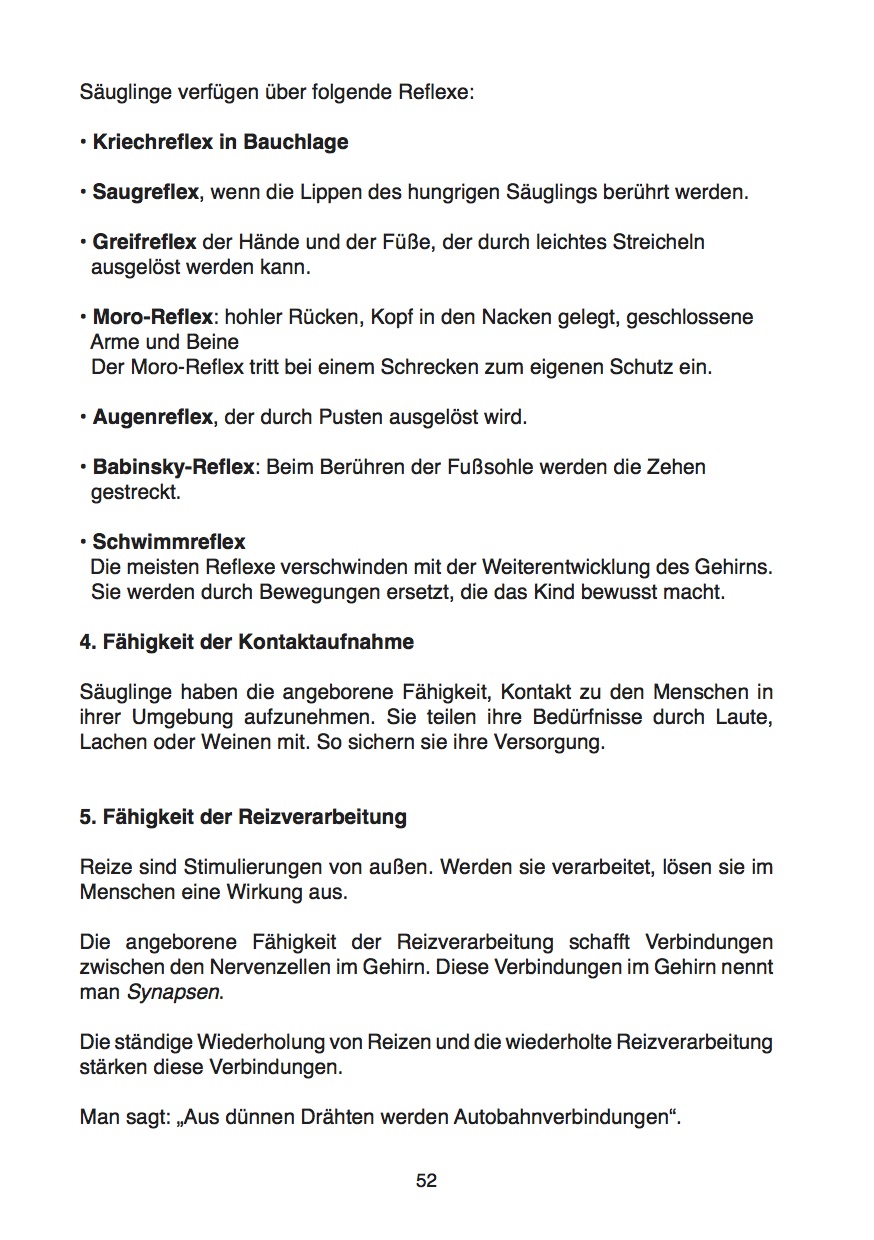 Säuglinge verfügen über folgende Reflexe:
• Kriechreflex in Bauchlage
• Saugreflex, wenn die Lippen des hungrigen Säuglings berührt werden.
• Greifreflex der Hände und der Füße, der durch leichtes Streicheln
ausgelöst werden kann.
• Moro-Reflex: hohler Rücken, Kopf in den Nacken gelegt, geschlossene
Arme und Beine
Der Moro-Reflex tritt bei einem Schrecken zum eigenen Schutz ein.
• Augenreflex, der durch Pusten ausgelöst wird.
• Babinsky-Reflex: Beim Berühren der Fußsohle werden die Zehen
gestreckt.
• Schwimmreflex
Die meisten Reflexe verschwinden mit der Weiterentwicklung des Gehirns.
Sie werden durch Bewegungen ersetzt, die das Kind bewusst macht.
4. Fähigkeit der Kontaktaufnahme
Säuglinge haben die angeborene Fähigkeit, Kontakt zu den Menschen in
ihrer Umgebung aufzunehmen. Sie teilen ihre Bedürfnisse durch Laute,
Lachen oder Weinen mit. So sichern sie ihre Versorgung.
5. Fähigkeit der Reizverarbeitung
Reize sind Stimulierungen von außen. Werden sie verarbeitet, lösen sie im
Menschen eine Wirkung aus.
Die angeborene Fähigkeit der Reizverarbeitung schafft Verbindungen
zwischen den Nervenzellen im Gehirn. Diese Verbindungen im Gehirn nennt
man Synapsen.
Die ständige Wiederholung von Reizen und die wiederholte Reizverarbeitung
stärken diese Verbindungen.
Man sagt: „Aus dünnen Drähten werden Autobahnverbindungen“.
52